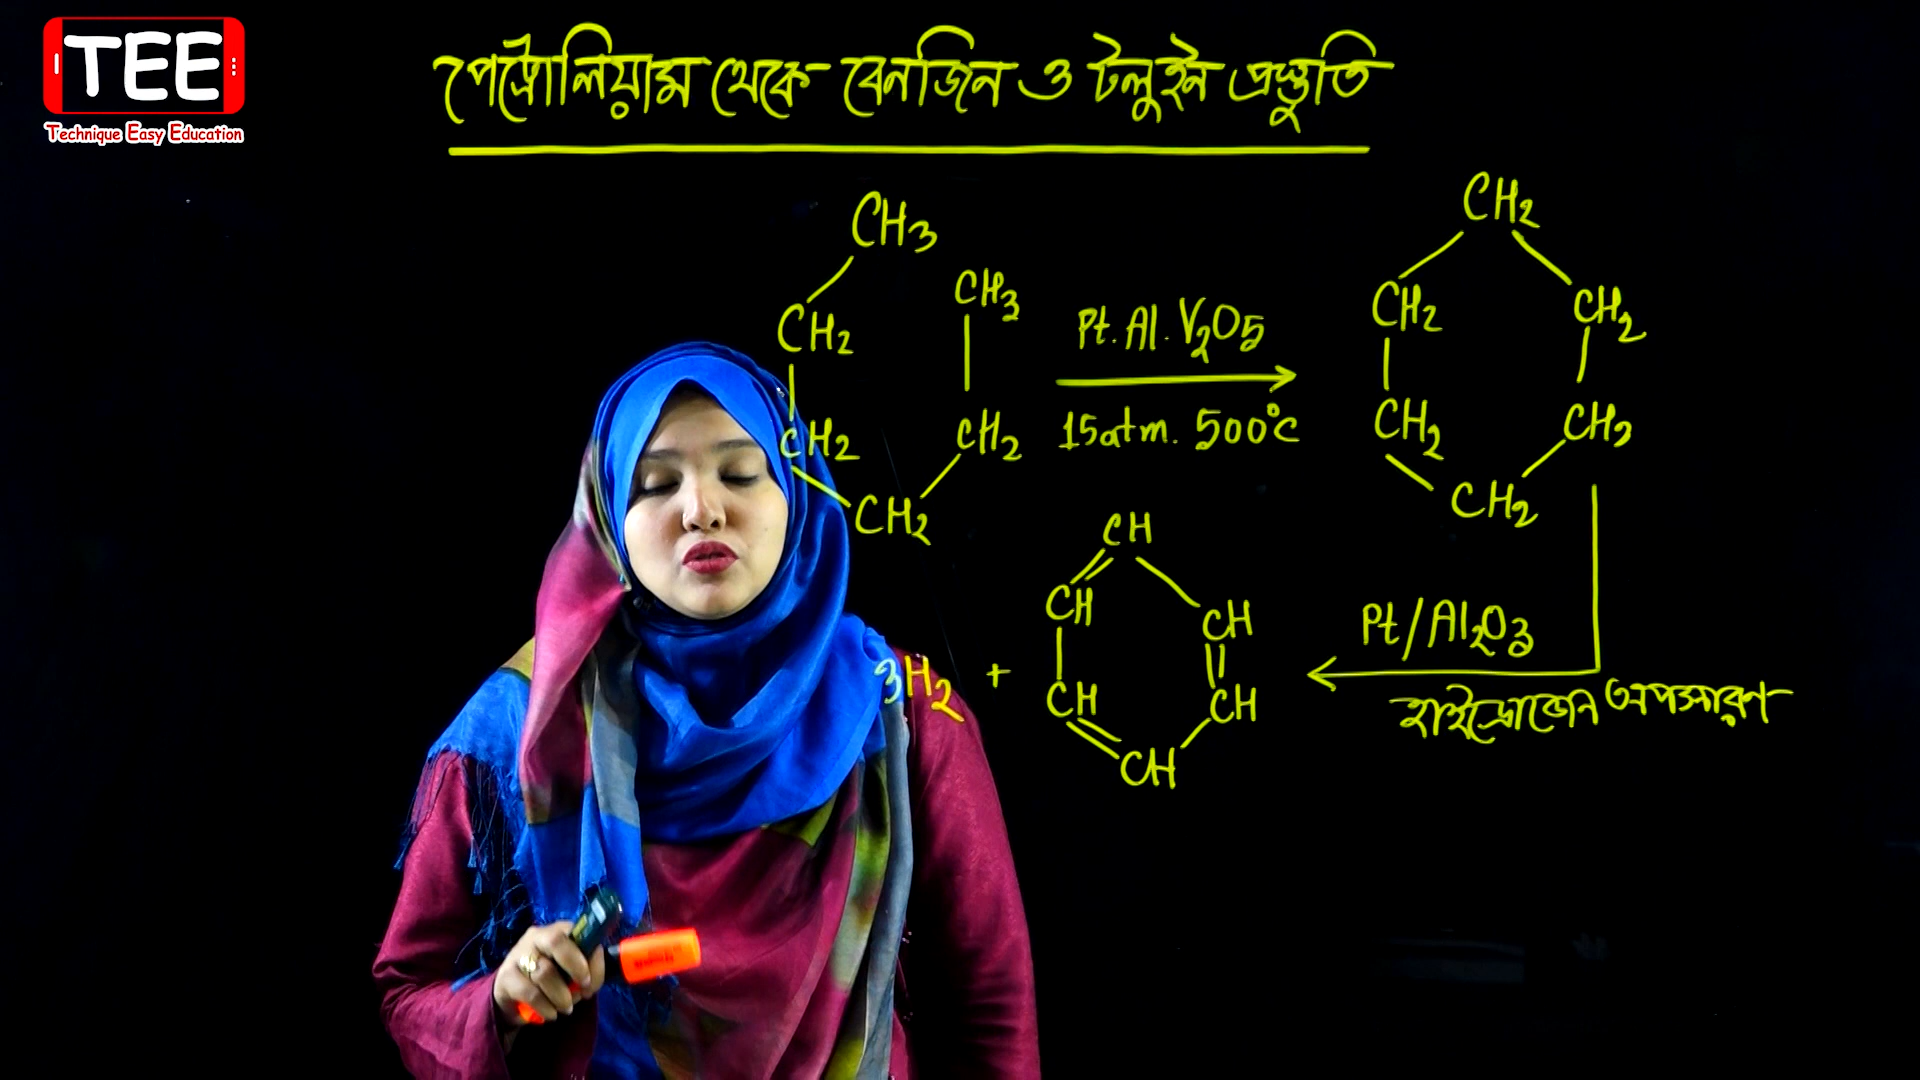 TEE
Technique Easy Education
পেট্রোলিয়াম থেকে বেনজিন ও টলুইন প্রস্তুতি
CH3
CH3
CH2
CH2
CH2
CH2
Pt. Al. V2O5
15atm. 500°C
CH2
CH2
CH2
CH2
CH2
CH2
Pt/Al2O3
হাইড্রোজেন অপসারণ
3H2 +
CH
CH
CH
CH
CH
CH